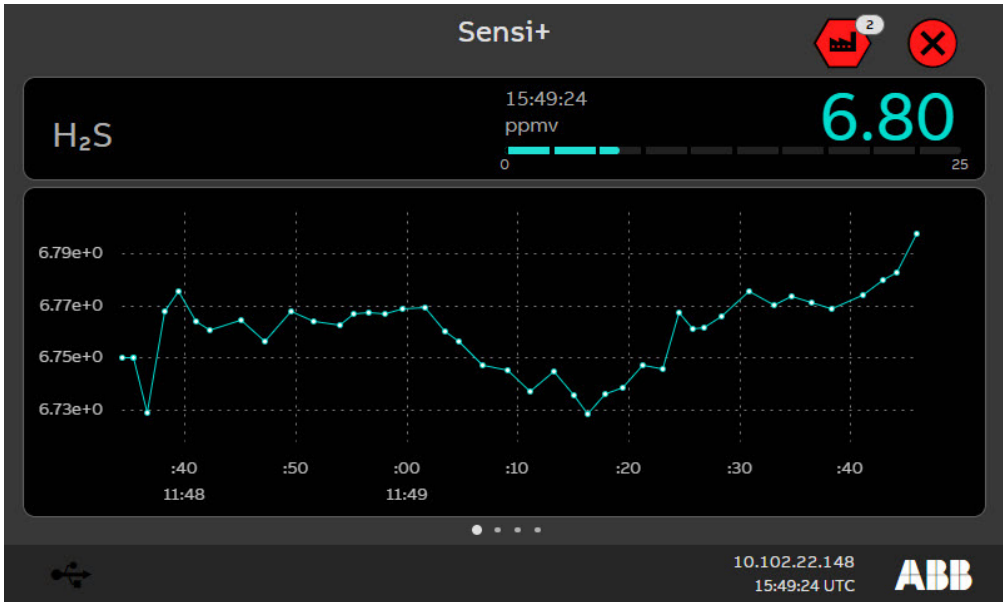 Sensi+
2
H₂S
15:49:24
ppmv
6.80
0
25
6.79e+0
6.77e+0
6.75e+0
6.73e+0
:40 :50 :00 :10 :20 :30 :40
11:48 11:49
10.102.22.148
15:49:24 UTC
ABB